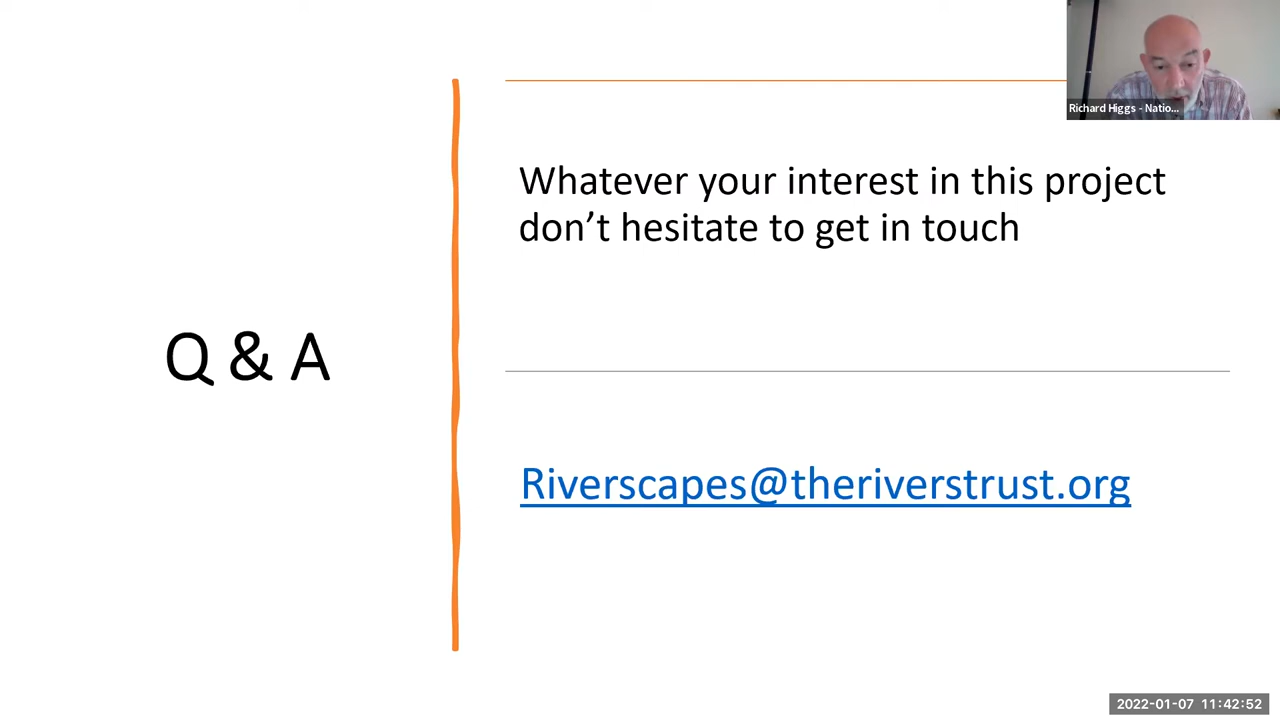 Richard Higgs - Natio...
Whatever your interest in this project
don’t hesitate to get in touch
Q & A
Riverscapes@theriverstrust.org
2022-01-07 11:42:52